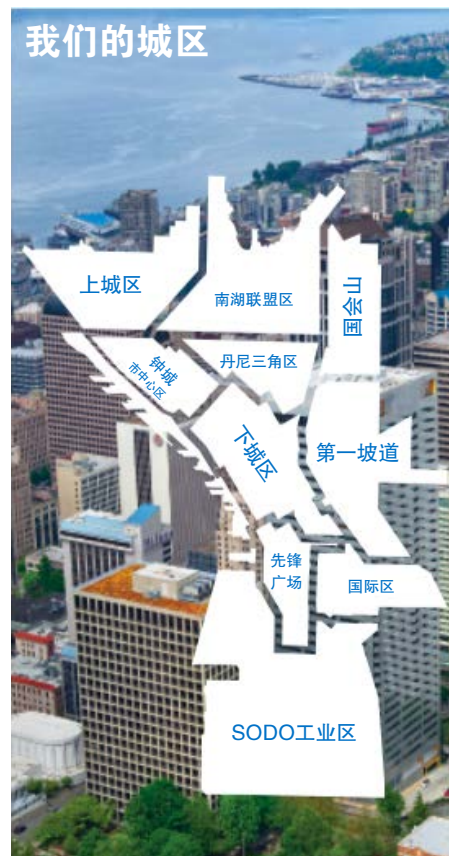 我们的城区
上城区
南湖联盟区
国会山
钟城
市中心区
丹尼三角区
下城区
第一坡道
先锋
广场
国际区
SODO工业区